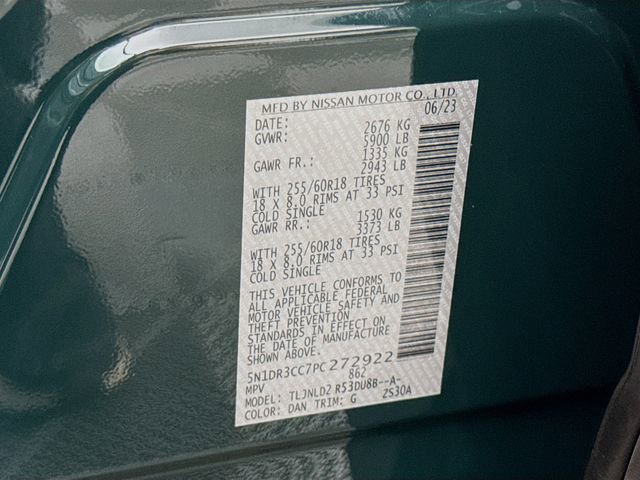 MFD BY NISSAN MOTOR CO., LTD.
DATE: 06/23
GVWR: 2676 KG
5900 LB
GAWR FR.: 1335 KG
2943 LB
WITH 255/60R18 TIRES
18 X 8.0 RIMS AT 33 PSI
COLD SINGLE
GAWR RR.: 1530 KG
3373 LB
WITH 255/60R18 TIRES
18 X 8.0 RIMS AT 33 PSI
COLD SINGLE
THIS VEHICLE CONFORMS TO
ALL APPLICABLE FEDERAL
MOTOR VEHICLE SAFETY AND
THEFT PREVENTION
STANDARDS IN EFFECT ON
THE DATE OF MANUFACTURE
SHOWN ABOVE.
5N1DR3CC7PC272922
MPV 862
MODEL: TLJNLD2 R53DU8B--A-
COLOR: DAN TRIM: G ZS30A